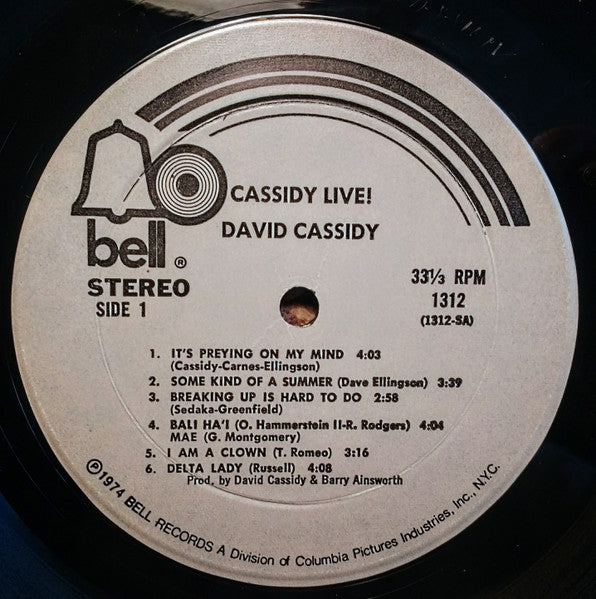 CASSIDY LIVE!
DAVID CASSIDY
bell®
STEREO
SIDE 1
33⅓ RPM
1312
(1312-SA)
1. IT'S PREYING ON MY MIND 4:03
(Cassidy-Carnes-Ellingson)
2. SOME KIND OF A SUMMER (Dave Ellingson) 3:39
3. BREAKING UP IS HARD TO DO 2:58
(Sedaka-Greenfield)
4. BALI HA'I (O. Hammerstein II-R. Rodgers) 4:04
MAE (G. Montgomery)
5. I AM A CLOWN (T. Romeo) 3:16
6. DELTA LADY (Russell) 4:08
Prod. by David Cassidy & Barry Ainsworth
℗1974 BELL RECORDS A Division of Columbia Pictures Industries, Inc., N.Y.C.